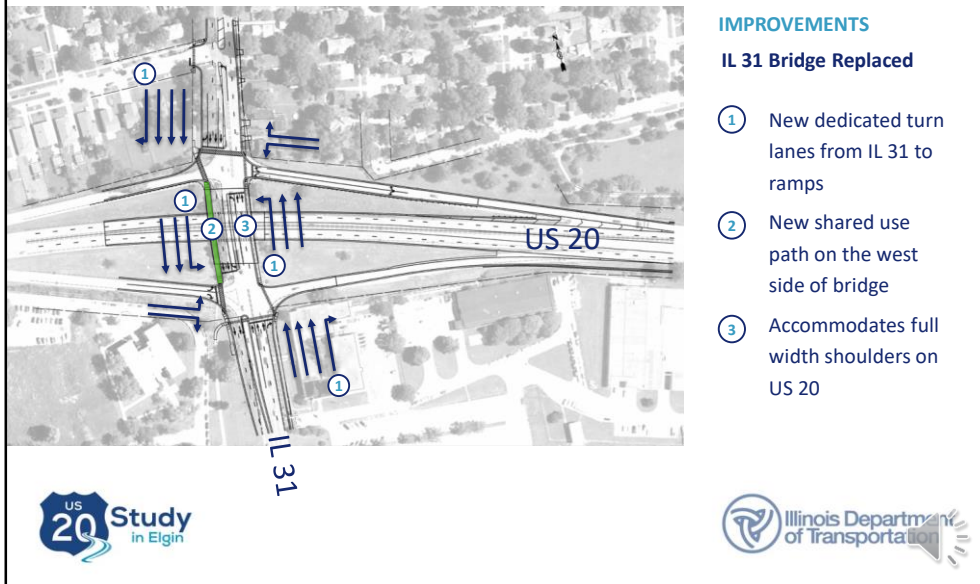 IMPROVEMENTS
IL 31 Bridge Replaced
1 New dedicated turn
lanes from IL 31 to
ramps
2 New shared use
path on the west
side of bridge
3 Accommodates full
width shoulders on
US 20
1
1
2
3
1
1
US 20
IL 31
US
20 Study
in Elgin
Illinois Department
of Transportation